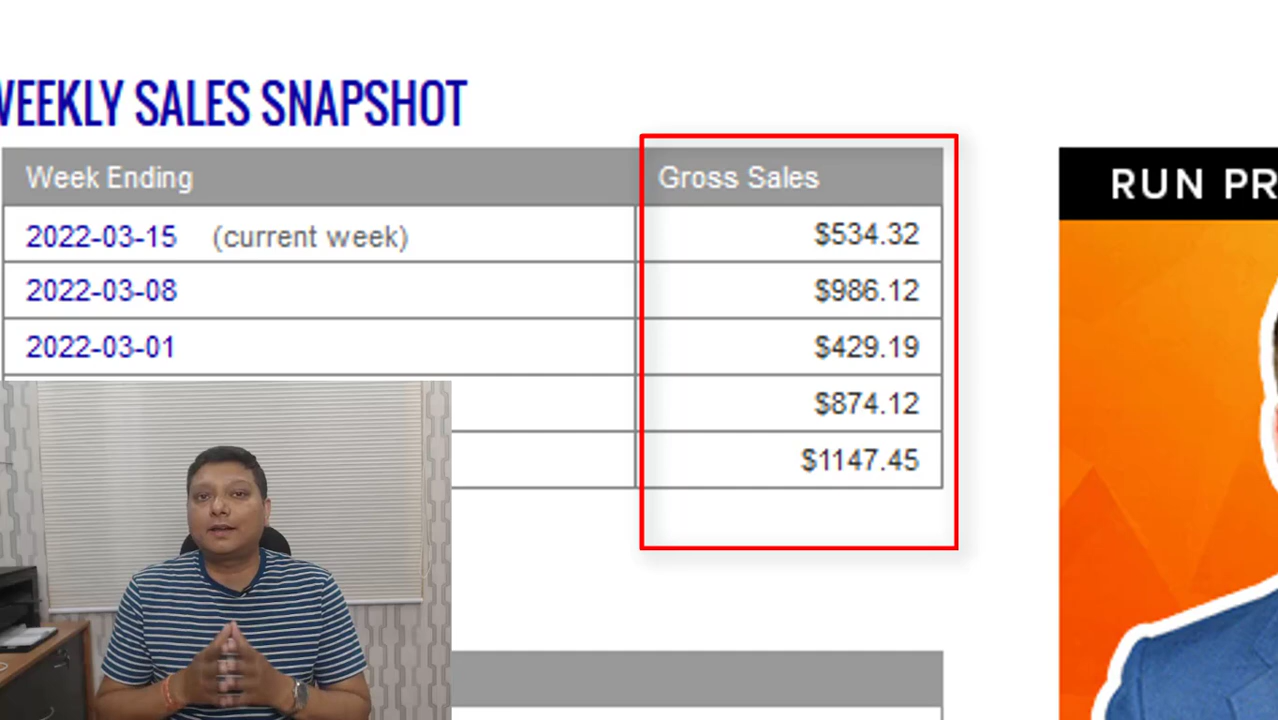 WEEKLY SALES SNAPSHOT
Week Ending Gross Sales
2022-03-15 (current week) $534.32
2022-03-08 $986.12
2022-03-01 $429.19
$874.12
$1147.45
RUN PR